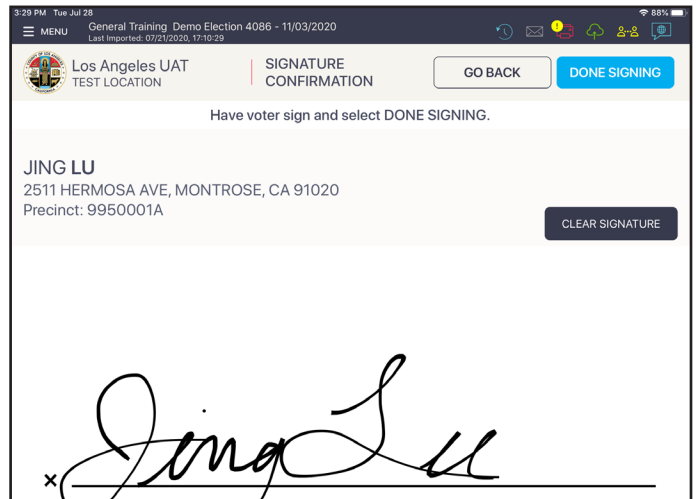 3:29 PM Tue Jul 28 88%
MENU General Training Demo Election 4086 - 11/03/2020
Last Imported: 07/21/2020, 17:10:29
Los Angeles UAT
TEST LOCATION
SIGNATURE
CONFIRMATION
GO BACK
DONE SIGNING
Have voter sign and select DONE SIGNING.
JING LU
2511 HERMOSA AVE, MONTROSE, CA 91020
Precinct: 9950001A
CLEAR SIGNATURE
Jing Lu
×